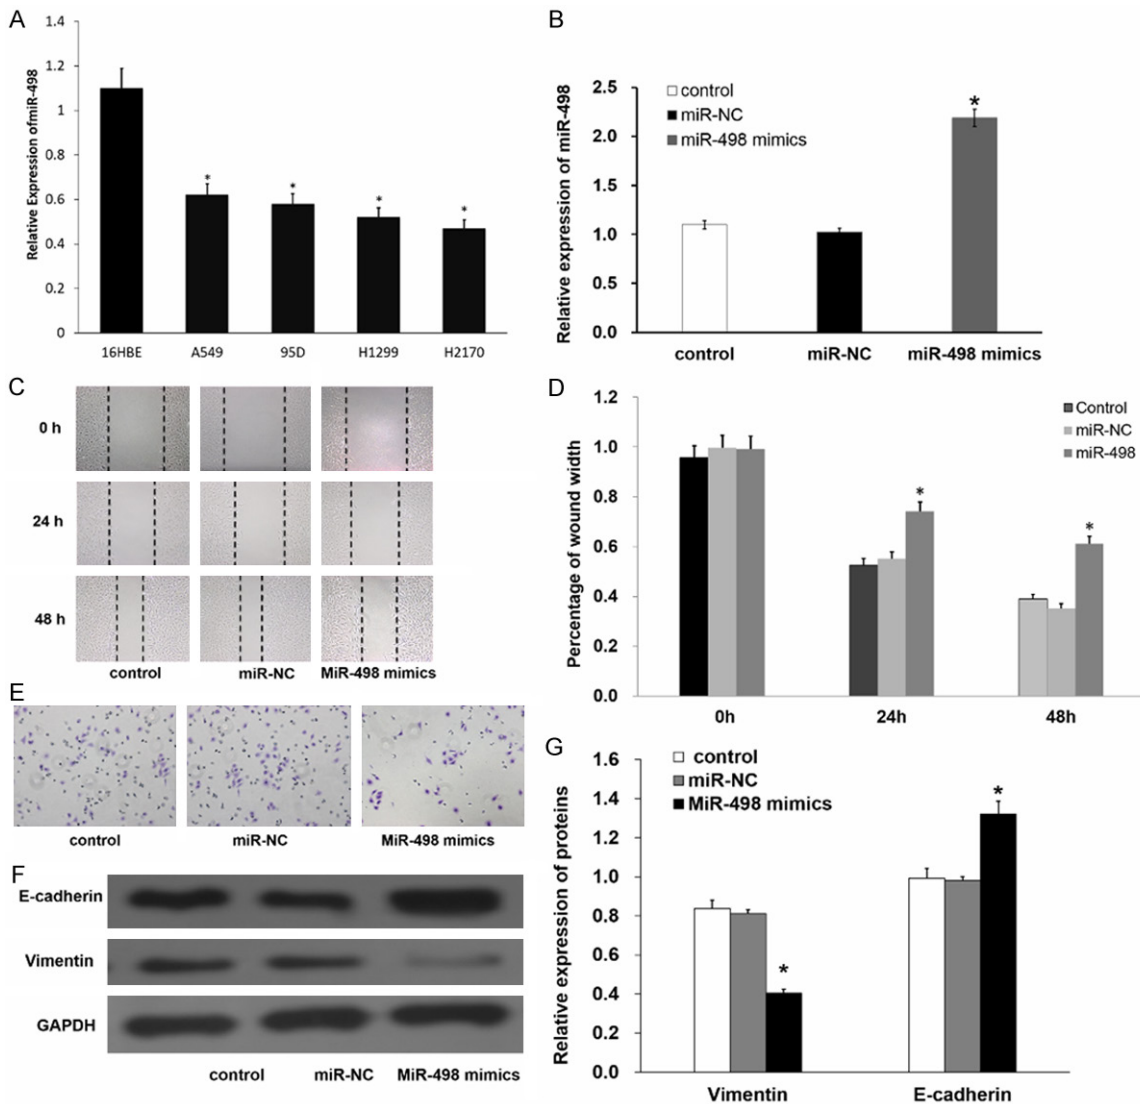 A
Relative Expression ofmiR-498
1.4
1.2
1
0.8
0.6
0.4
0.2
0
*
*
*
*
16HBE A549 95D H1299 H2170
B
Relative expression of miR-498
2.5
2.0
1.5
1.0
0.5
0.0
control
miR-NC
miR-498 mimics
*
control miR-NC miR-498 mimics
C
0 h
24 h
48 h
control miR-NC MiR-498 mimics
D
Percentage of wound width
1.2
1.0
0.8
0.6
0.4
0.2
0.0
Control
miR-NC
miR-498
*
*
0h 24h 48h
E
control miR-NC MiR-498 mimics
F
E-cadherin
Vimentin
GAPDH
control miR-NC MiR-498 mimics
G
Relative expression of proteins
1.6
1.4
1.2
1.0
0.8
0.6
0.4
0.2
0.0
control
miR-NC
MiR-498 mimics
*
*
Vimentin E-cadherin